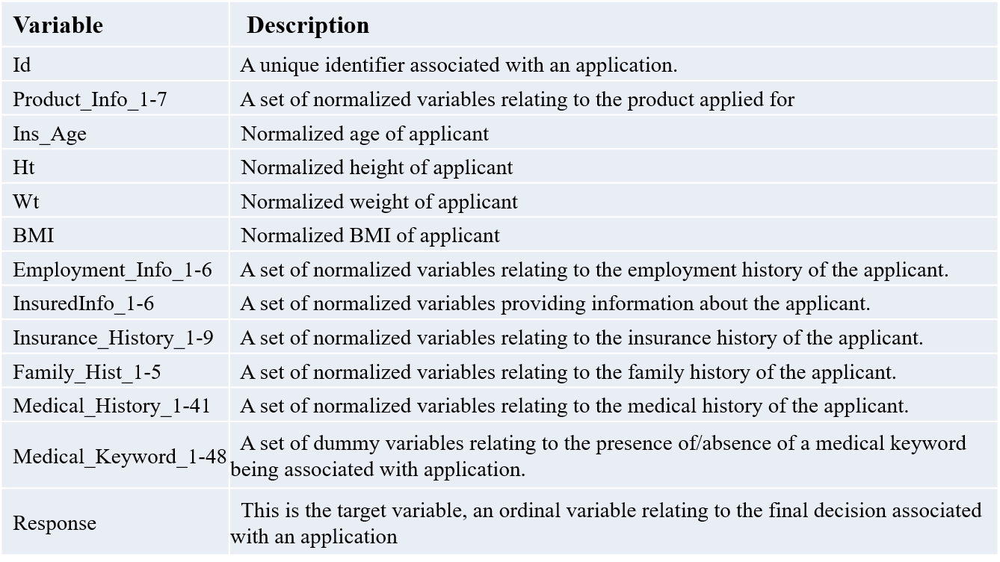 Variable Description
Id A unique identifier associated with an application.
Product_Info_1-7 A set of normalized variables relating to the product applied for
Ins_Age Normalized age of applicant
Ht Normalized height of applicant
Wt Normalized weight of applicant
BMI Normalized BMI of applicant
Employment_Info_1-6 A set of normalized variables relating to the employment history of the applicant.
InsuredInfo_1-6 A set of normalized variables providing information about the applicant.
Insurance_History_1-9 A set of normalized variables relating to the insurance history of the applicant.
Family_Hist_1-5 A set of normalized variables relating to the family history of the applicant.
Medical_History_1-41 A set of normalized variables relating to the medical history of the applicant.
Medical_Keyword_1-48 A set of dummy variables relating to the presence of/absence of a medical keyword
being associated with application.
Response This is the target variable, an ordinal variable relating to the final decision associated
with an application